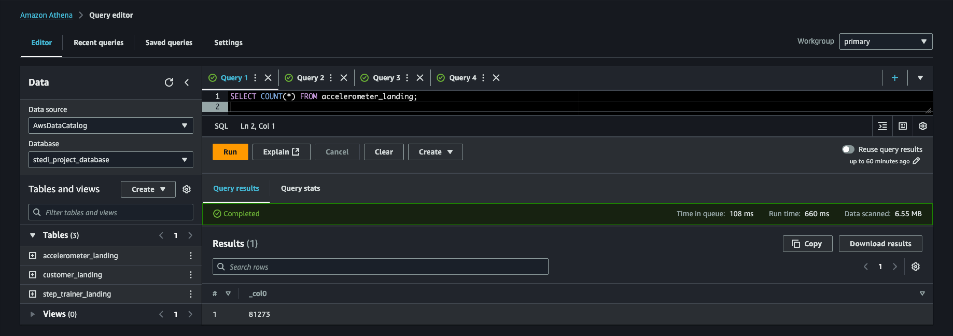 Amazon Athena > Query editor
Editor Recent queries Saved queries Settings
Workgroup primary
Data
Data source
AwsDataCatalog
Database
stedi_project_database
Tables and views Create
Filter tables and views
Tables (3) < 1 >
accelerometer_landing
customer_landing
step_trainer_landing
Views (0) < 1 >
Query 1 Query 2 Query 3 Query 4
1 SELECT COUNT(*) FROM accelerometer_landing;
2
SQL Ln 2, Col 1
Run Explain Cancel Clear Create
Reuse query results
up to 60 minutes ago
Query results Query stats
Completed Time in queue: 108 ms Run time: 660 ms Data scanned: 6.55 MB
Results (1) Copy Download results
Search rows < 1 >
# _col0
1 81273